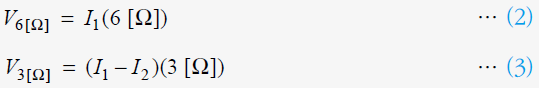 V₆ [Ω] = I₁(6 [Ω]) ··· (2)
V₃ [Ω] = (I₁ – I₂)(3 [Ω]) ··· (3)